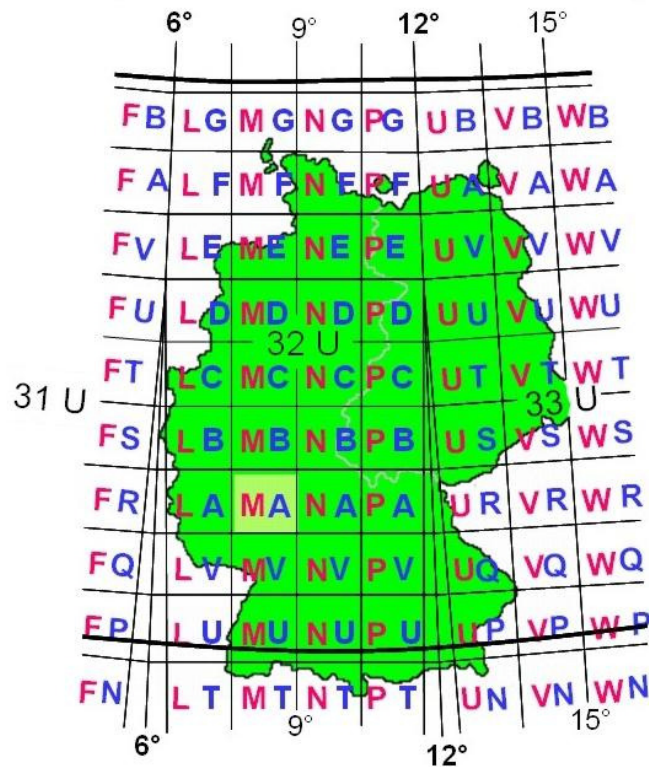 6° 9° 12° 15°
FB LG MG NG PG UB VB WB
FA LF MF NF PF UA VA WA
FV LE ME NE PE UV VV WV
FU LD MD ND PD UU VU WU
32 U
FT LC MC NC PC UT VT WT
31 U 33 U
FS LB MB NB PB US VS WS
FR LA MA NA PA UR VR WR
FQ LV MV NV PV UQ VQ WQ
FP LU MU NU PU UP VP WP
FN LT MT NT PT UN VN WN
9° 15°
6° 12°